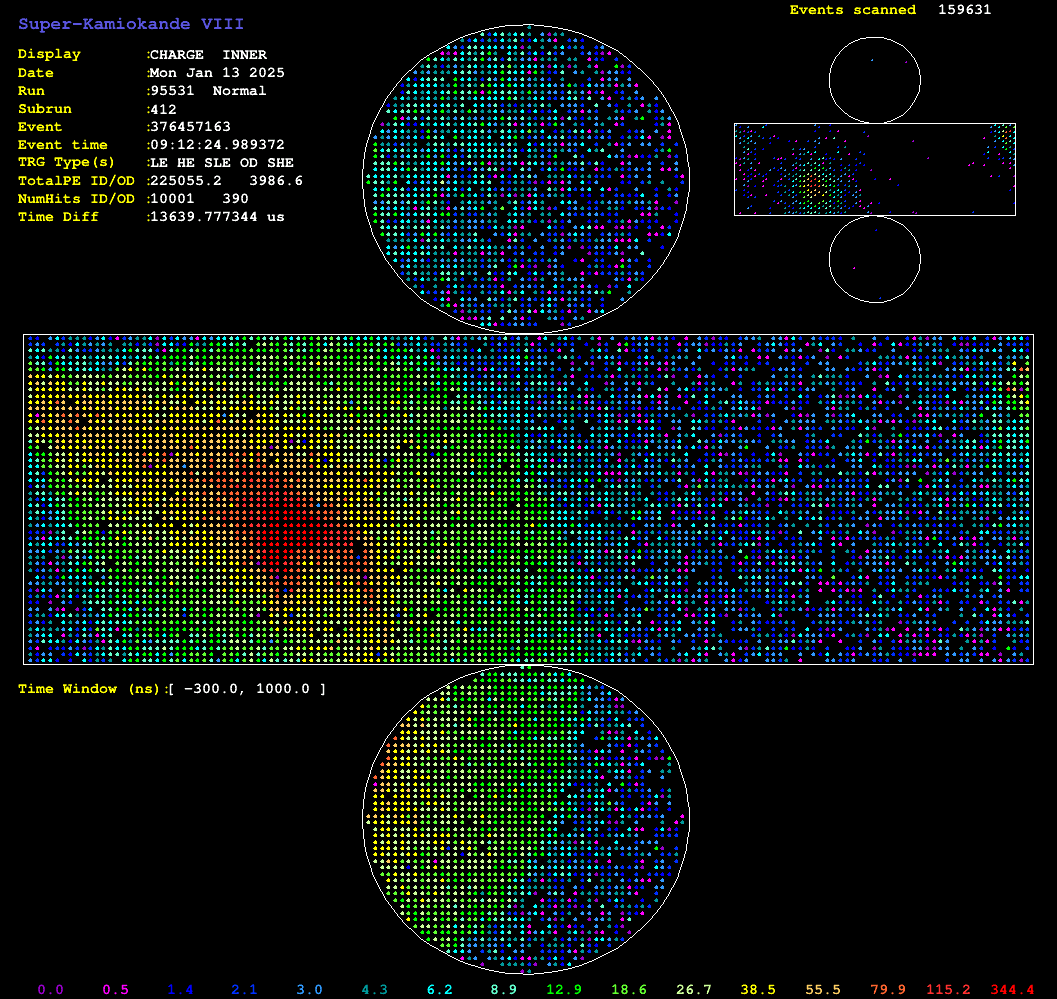 Super-Kamiokande VIII
Events scanned 159631
Display :CHARGE INNER
Date :Mon Jan 13 2025
Run :95531 Normal
Subrun :412
Event :376457163
Event time :09:12:24.989372
TRG Type(s) :LE HE SLE OD SHE
TotalPE ID/OD :225055.2 3986.6
NumHits ID/OD :10001 390
Time Diff :13639.777344 us
Time Window (ns):[ -300.0, 1000.0 ]
0.0 0.5 1.4 2.1 3.0 4.3 6.2 8.9 12.9 18.6 26.7 38.5 55.5 79.9 115.2 344.4